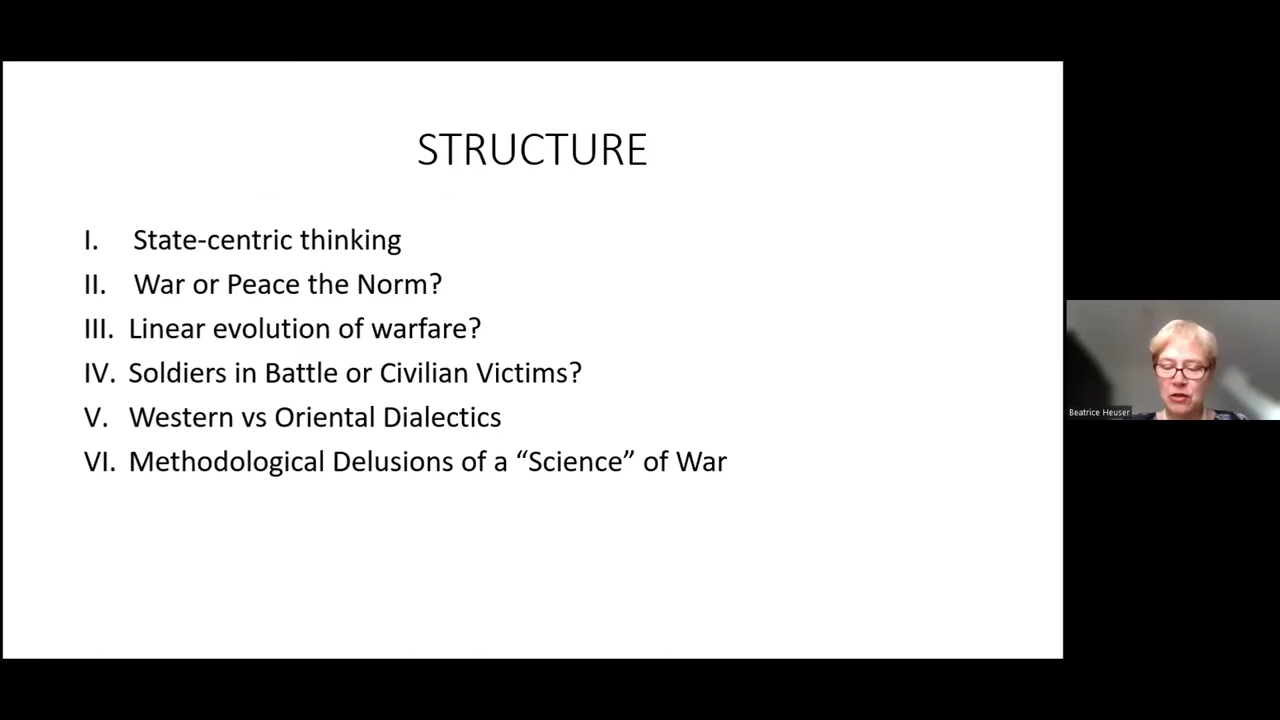 STRUCTURE
I. State-centric thinking
II. War or Peace the Norm?
III. Linear evolution of warfare?
IV. Soldiers in Battle or Civilian Victims?
V. Western vs Oriental Dialectics
VI. Methodological Delusions of a “Science” of War
Beatrice Heuser